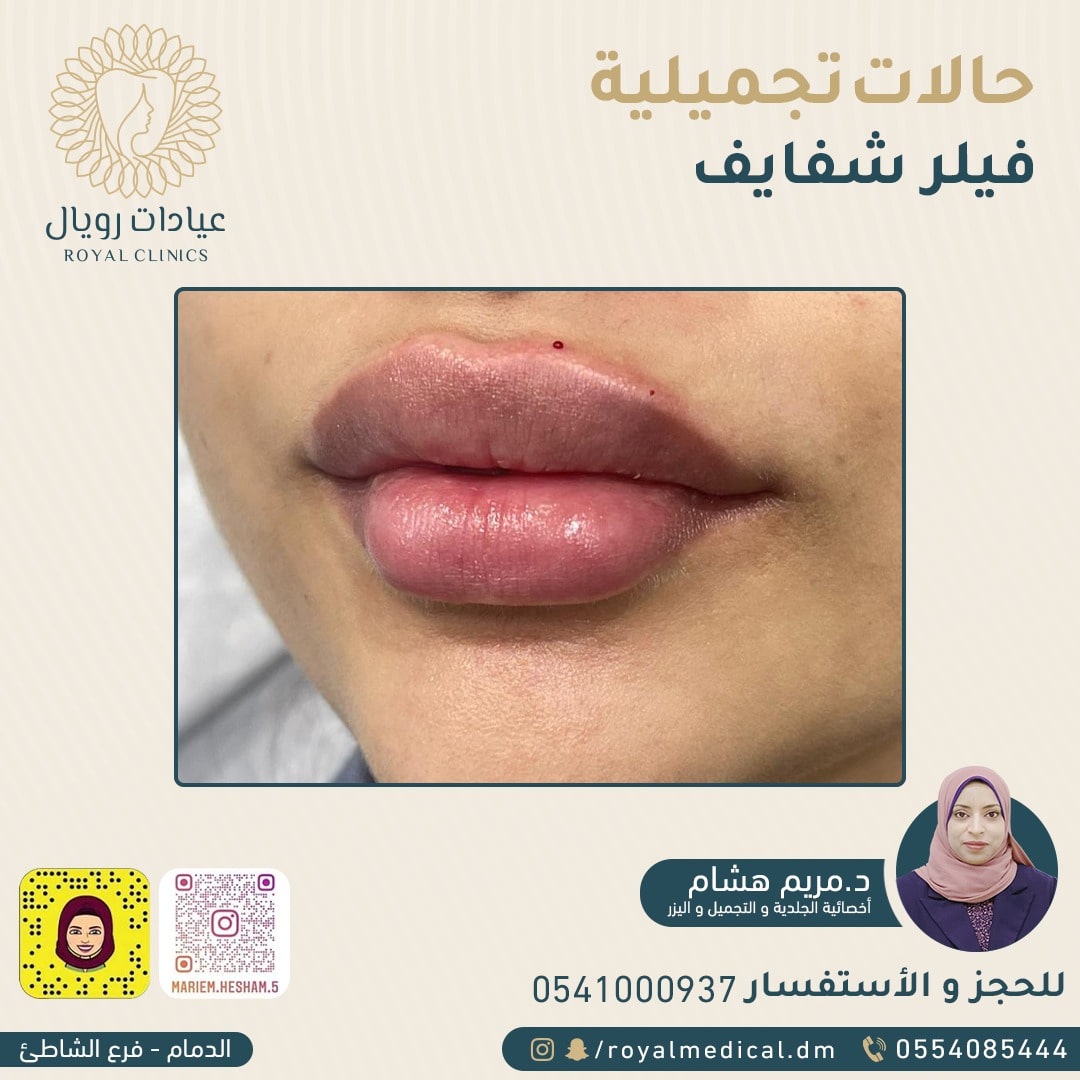 حالات تجميلية
فيلر شفايف
عيادات رويال
ROYAL CLINICS
د.مريم هشام
أخصائية الجلدية و التجميل و اليزر
MARIEM.HESHAM.5
للحجز و الأستفسار 0541000937
الدمام - فرع الشاطئ
/royalmedical.dm
0554085444